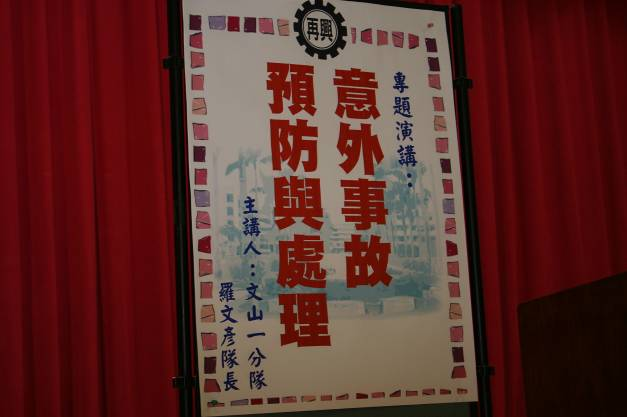 再興
專題演講：
意外事故
預防與處理
主講人：文山一分隊
羅文彥隊長